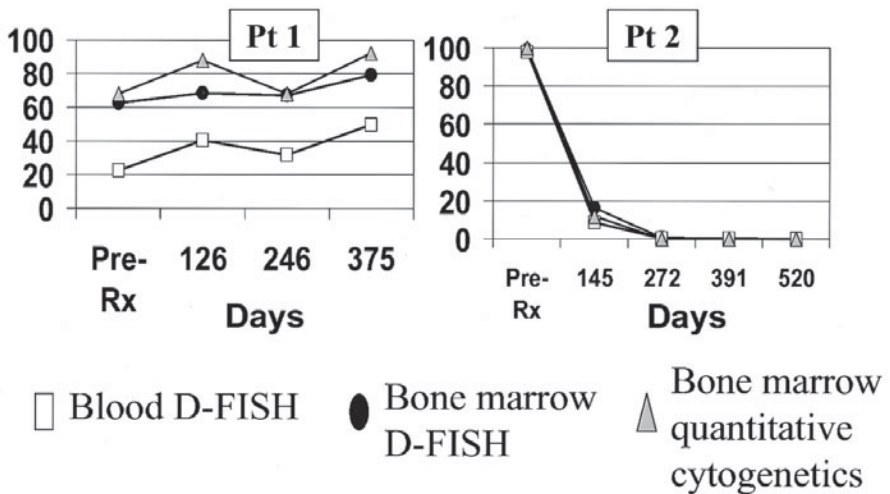 Pt 1
100
80
60
40
20
0
Pre-Rx 126 246 375
Days
Pt 2
100
80
60
40
20
0
Pre-Rx 145 272 391 520
Days
Blood D-FISH
Bone marrow
D-FISH
Bone marrow
quantitative
cytogenetics